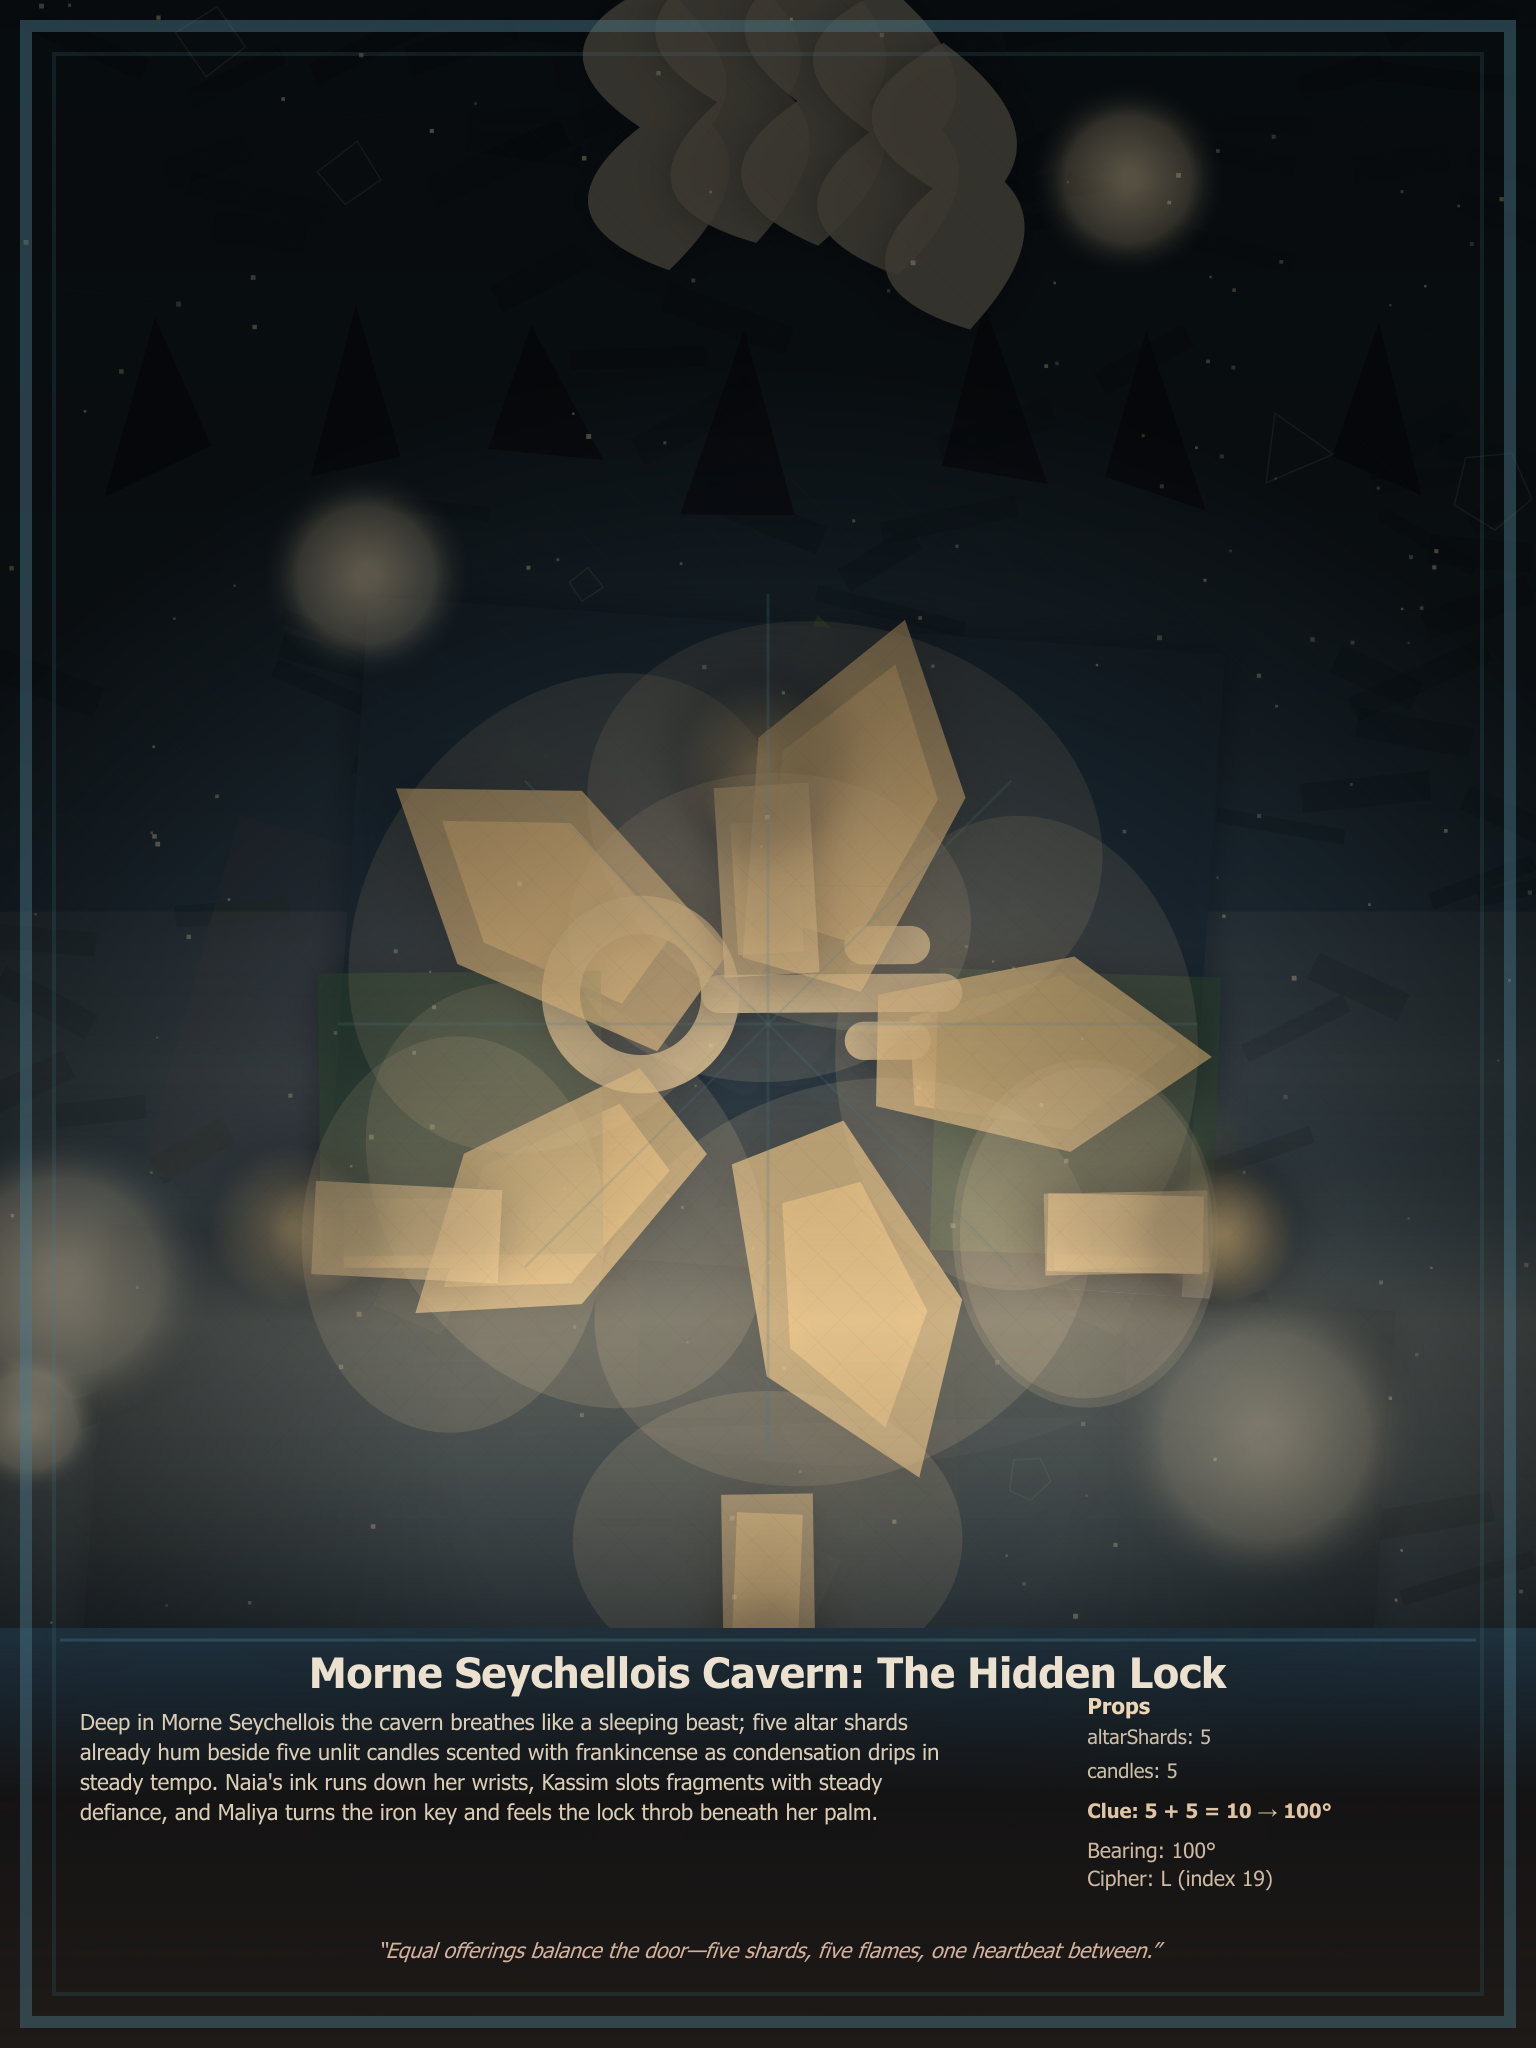 Morne Seychellois Cavern: The Hidden Lock
Deep in Morne Seychellois the cavern breathes like a sleeping beast; five altar shards
already hum beside five unlit candles scented with frankincense as condensation drips in
steady tempo. Naia's ink runs down her wrists, Kassim slots fragments with steady
defiance, and Maliya turns the iron key and feels the lock throb beneath her palm.
Props
altarShards: 5
candles: 5
Clue: 5 + 5 = 10 → 100°
Bearing: 100°
Cipher: L (index 19)
"Equal offerings balance the door—five shards, five flames, one heartbeat between."